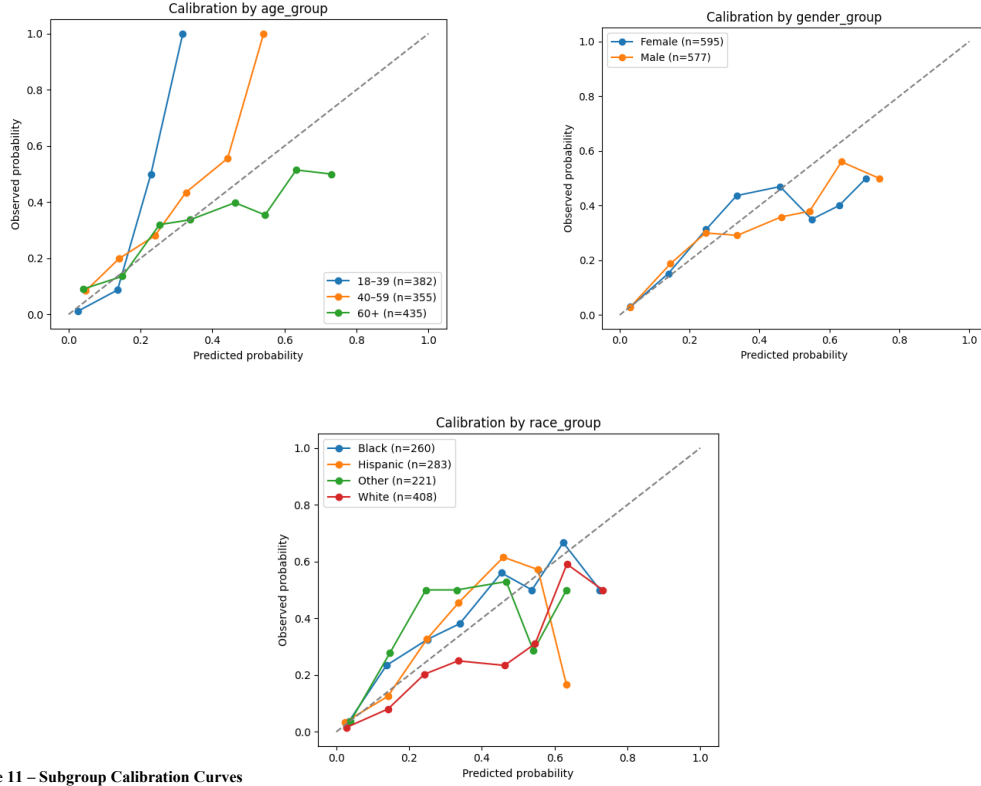 Calibration by age_group
Observed probability
1.0
0.8
0.6
0.4
0.2
0.0
18–39 (n=382)
40–59 (n=355)
60+ (n=435)
0.0 0.2 0.4 0.6 0.8 1.0
Predicted probability
Calibration by gender_group
Observed probability
1.0
0.8
0.6
0.4
0.2
0.0
Female (n=595)
Male (n=577)
0.0 0.2 0.4 0.6 0.8 1.0
Predicted probability
Calibration by race_group
Observed probability
1.0
0.8
0.6
0.4
0.2
0.0
Black (n=260)
Hispanic (n=283)
Other (n=221)
White (n=408)
0.0 0.2 0.4 0.6 0.8 1.0
Predicted probability
e 11 – Subgroup Calibration Curves